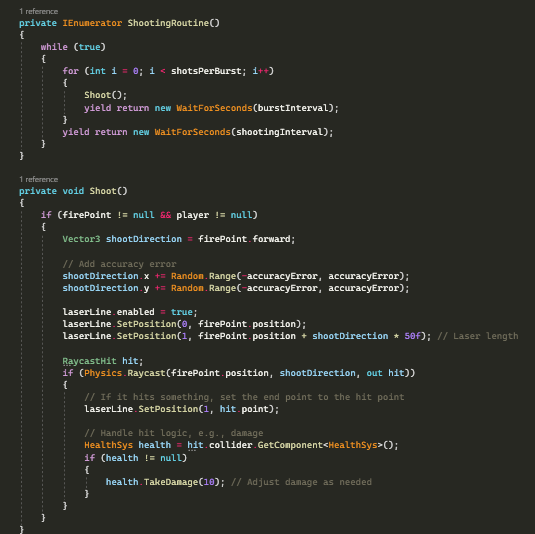 1 reference
private IEnumerator ShootingRoutine()
{
    while (true)
    {
        for (int i = 0; i < shotsPerBurst; i++)
        {
            Shoot();
            yield return new WaitForSeconds(burstInterval);
        }
        yield return new WaitForSeconds(shootingInterval);
    }
}
1 reference
private void Shoot()
{
    if (firePoint != null && player != null)
    {
        Vector3 shootDirection = firePoint.forward;
        // Add accuracy error
        shootDirection.x += Random.Range(-accuracyError, accuracyError);
        shootDirection.y += Random.Range(-accuracyError, accuracyError);
        laserLine.enabled = true;
        laserLine.SetPosition(0, firePoint.position);
        laserLine.SetPosition(1, firePoint.position + shootDirection * 50f); // Laser length
        RaycastHit hit;
        if (Physics.Raycast(firePoint.position, shootDirection, out hit))
        {
            // If it hits something, set the end point to the hit point
            laserLine.SetPosition(1, hit.point);
            // Handle hit logic, e.g., damage
            HealthSys health = hit.collider.GetComponent<HealthSys>();
            if (health != null)
            {
                health.TakeDamage(10); // Adjust damage as needed
            }
        }
    }
}